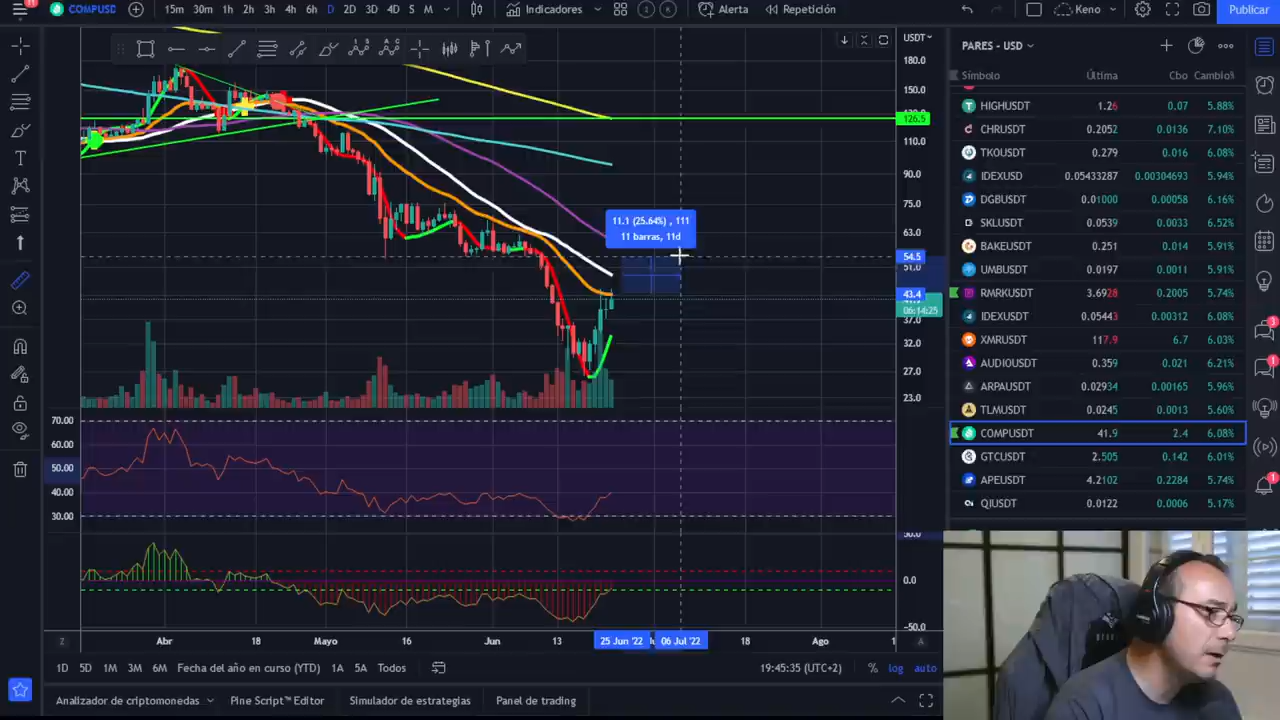 11
COMPUSD
15m 30m 1h 2h 3h 4h 6h D 2D 3D 4D S M
Indicadores
Alerta
Repetición
Keno
Publicar
USDT
180.0
150.0
126.5
110.0
90.0
75.0
63.0
54.5
51.0
43.4
06:14:25
37.0
32.0
27.0
23.0
11.1 (25.64%) , 111
11 barras, 11d
70.00
60.00
50.00
40.00
30.00
0.0
−50.0
Z
Abr 18 Mayo 16 Jun 13 25 Jun '22 06 Jul '22 18 Ago
A
1D 5D 1M 3M 6M Fecha del año en curso (YTD) 1A 5A Todos
19:45:35 (UTC+2)
% log auto
Analizador de criptomonedas
Pine Script™ Editor
Simulador de estrategias
Panel de trading
PARES - USD
Símbolo Última Cbo Cambio%
HIGHUSDT 1.26 0.07 5.88%
CHRUSDT 0.2052 0.0136 7.10%
TKOUSDT 0.279 0.016 6.08%
IDEXUSD 0.05433287 0.00304693 5.94%
DGBUSDT 0.01000 0.00058 6.16%
SKLUSDT 0.0539 0.0033 6.52%
BAKEUSDT 0.251 0.014 5.91%
UMBUSDT 0.0197 0.0011 5.91%
RMRKUSDT 3.6928 0.2005 5.74%
IDEXUSDT 0.0544 0.00312 6.08%
XMRUSDT 117.9 6.7 6.03%
AUDIOUSDT 0.359 0.021 6.21%
ARPAUSDT 0.02934 0.00165 5.96%
TLMUSDT 0.0245 0.0013 5.60%
COMPUSDT 41.9 2.4 6.08%
GTCUSDT 2.505 0.142 6.01%
APEUSDT 4.2102 0.2284 5.74%
QIUSDT 0.0122 0.0006 5.17%